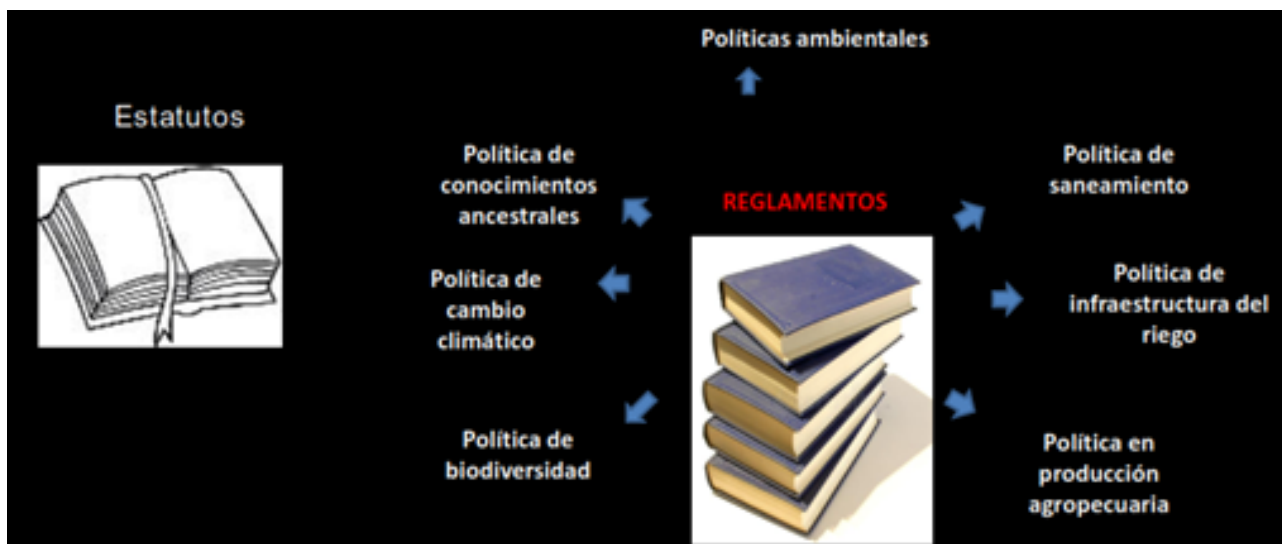 Políticas ambientales
Estatutos
Política de
conocimientos
ancestrales
Política de
saneamiento
REGLAMENTOS
Política de
cambio
climático
Política de
infraestructura del
riego
Política de
biodiversidad
Política en
producción
agropecuaria